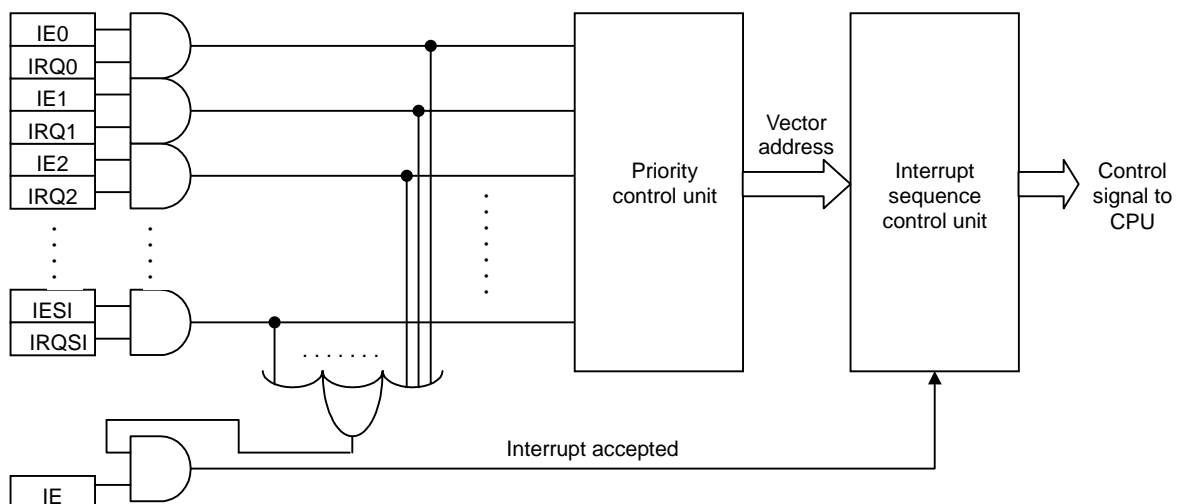 IE0
IRQ0
IE1
IRQ1
IE2
IRQ2
IESI
IRQSI
IE
Priority
control unit
Vector
address
Interrupt
sequence
control unit
Control
signal to
CPU
Interrupt accepted